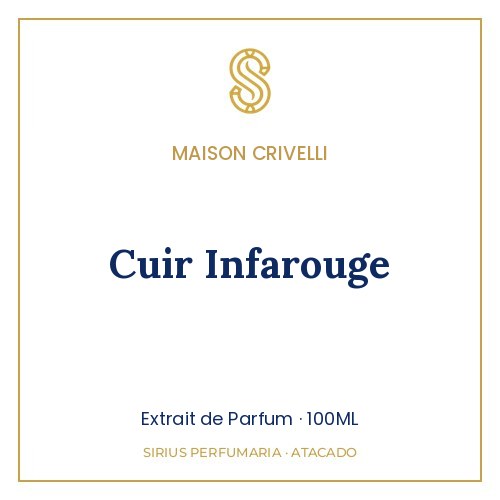 MAISON CRIVELLI
Cuir Infarouge
Extrait de Parfum · 100ML
SIRIUS PERFUMARIA · ATACADO